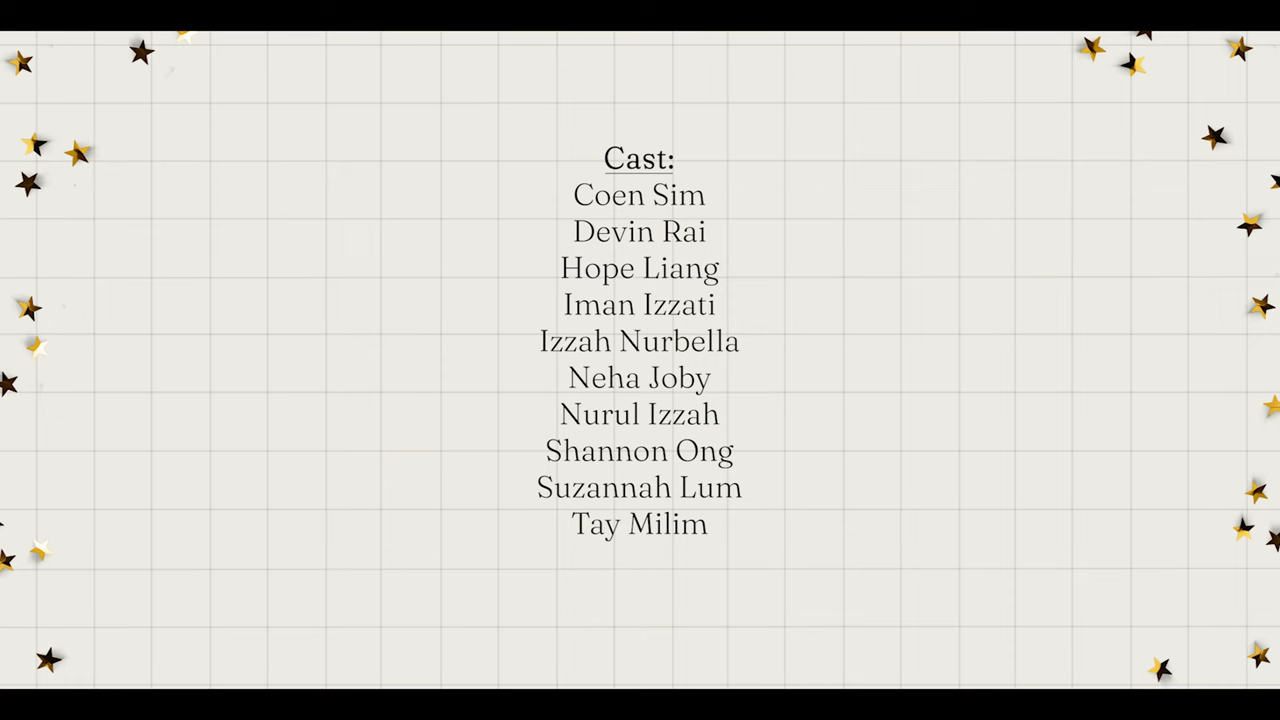 Cast:
Coen Sim
Devin Rai
Hope Liang
Iman Izzati
Izzah Nurbella
Neha Joby
Nurul Izzah
Shannon Ong
Suzannah Lum
Tay Milim